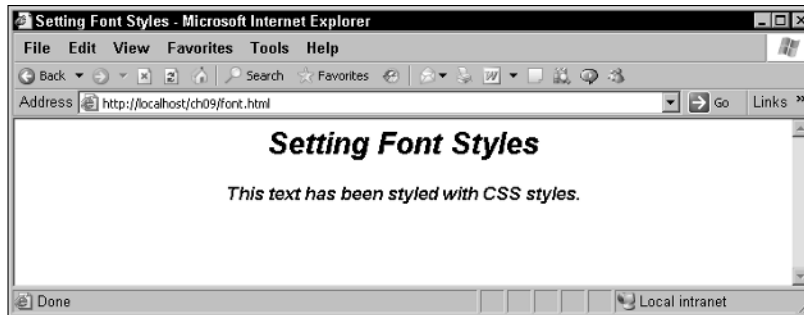 Setting Font Styles - Microsoft Internet Explorer
File Edit View Favorites Tools Help
Back Search Favorites W
Address http://localhost/ch09/font.html Go Links »
Setting Font Styles
This text has been styled with CSS styles.
Done Local intranet